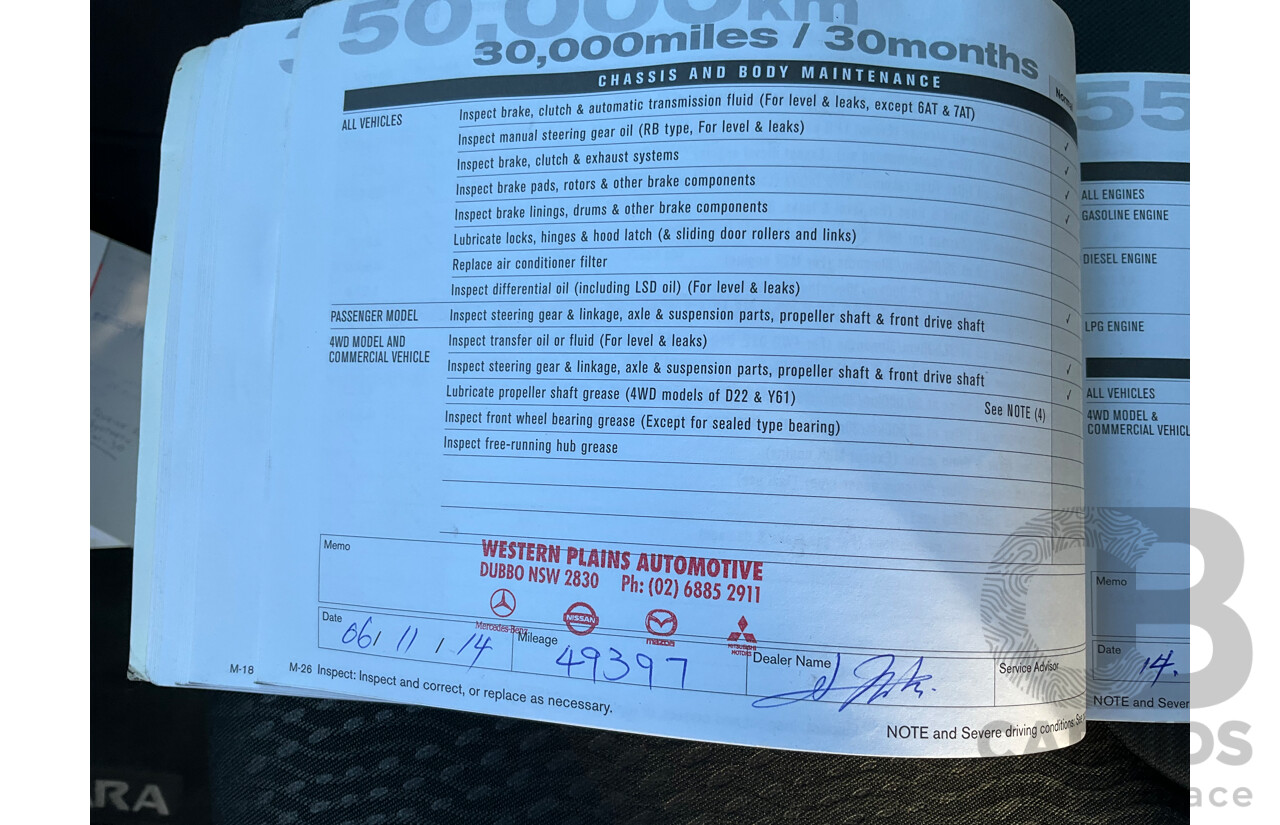 50,000km
30,000miles / 30months
CHASSIS AND BODY MAINTENANCE
ALL VEHICLES
Inspect brake, clutch & automatic transmission fluid (For level & leaks, except 6AT & 7AT)
Inspect manual steering gear oil (RB type, For level & leaks) ✓
Inspect brake, clutch & exhaust systems ✓
Inspect brake pads, rotors & other brake components ✓
Inspect brake linings, drums & other brake components ✓
Lubricate locks, hinges & hood latch (& sliding door rollers and links)
Replace air conditioner filter
Inspect differential oil (including LSD oil) (For level & leaks)
PASSENGER MODEL
Inspect steering gear & linkage, axle & suspension parts, propeller shaft & front drive shaft ✓
4WD MODEL AND
COMMERCIAL VEHICLE
Inspect transfer oil or fluid (For level & leaks)
Inspect steering gear & linkage, axle & suspension parts, propeller shaft & front drive shaft ✓
Lubricate propeller shaft grease (4WD models of D22 & Y61) ✓
See NOTE (4)
Inspect front wheel bearing grease (Except for sealed type bearing)
Inspect free-running hub grease
Memo
WESTERN PLAINS AUTOMOTIVE
DUBBO NSW 2830 Ph: (02) 6885 2911
Mercedes-Benz
NISSAN
mazda
MITSUBISHI
MOTORS
Date
06/ 11 / 14
Mileage
49397
Dealer Name
Service Advisor
M-18
M-26 Inspect: Inspect and correct, or replace as necessary.
NOTE and Severe driving conditions:
55
ALL ENGINES
GASOLINE ENGINE
DIESEL ENGINE
LPG ENGINE
ALL VEHICLES
4WD MODEL &
COMMERCIAL VEHICL
Memo
Date
14.
NOTE and Sever
ARA